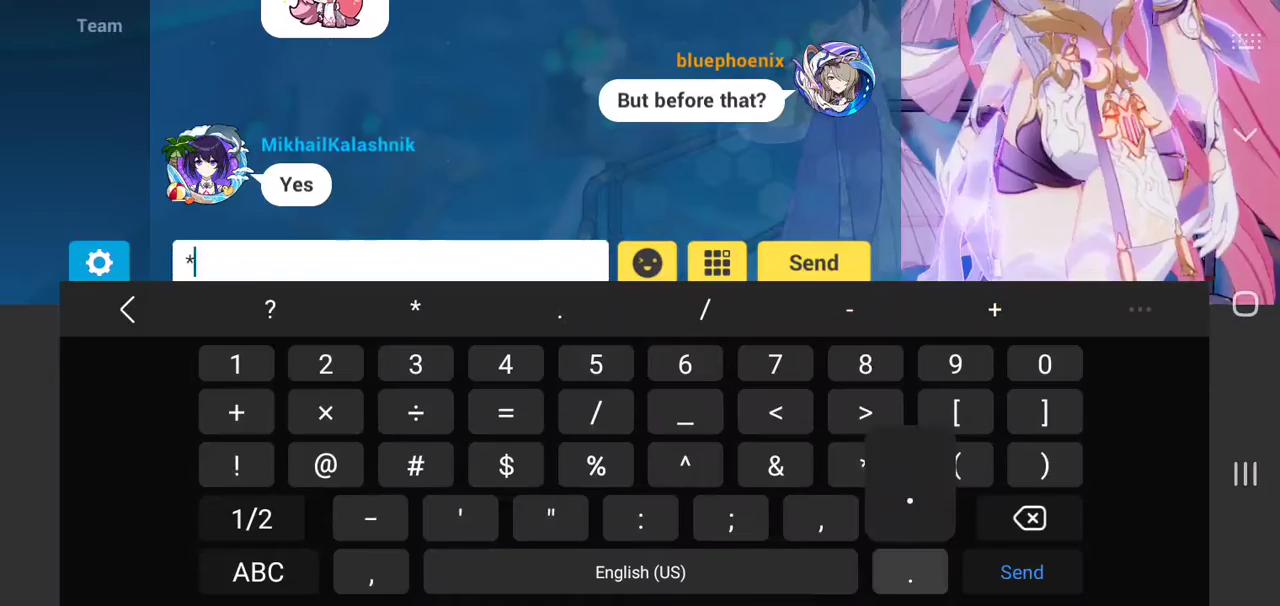 Team
bluephoenix
But before that?
MikhailKalashnik
Yes
*
Send
? * . / - +
1 2 3 4 5 6 7 8 9 0
+ × ÷ = / _ < > [ ]
! @ # $ % ^ & * ( )
1/2 - ' " : ; ,
.
ABC , English (US) . Send